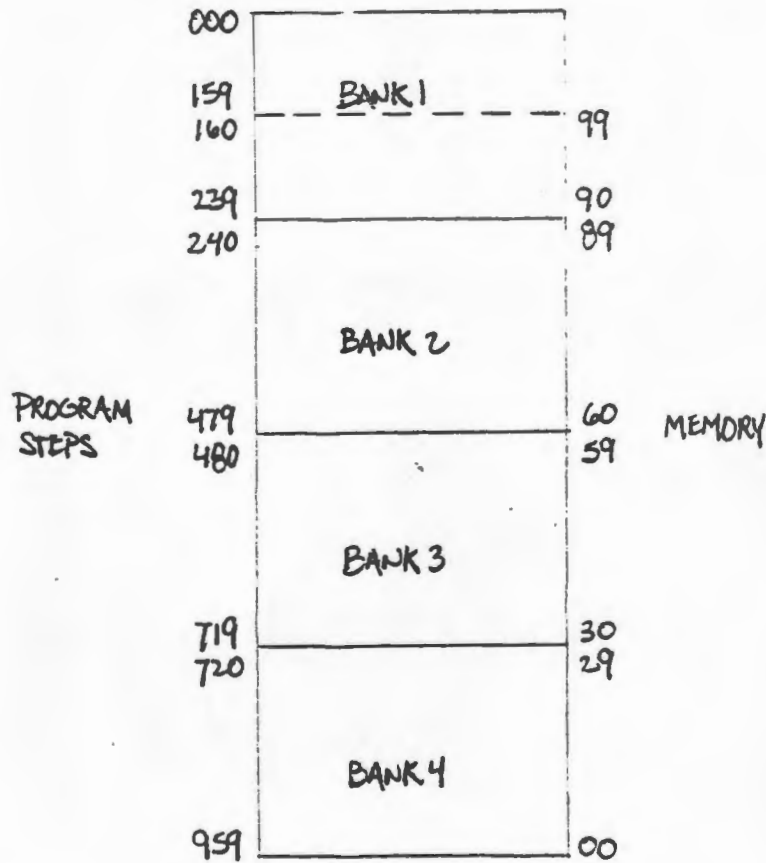 000
159 BANK 1
160 99
239 90
240 89
BANK 2
PROGRAM 479 60 MEMORY
STEPS 480 59
BANK 3
719 30
720 29
BANK 4
959 00